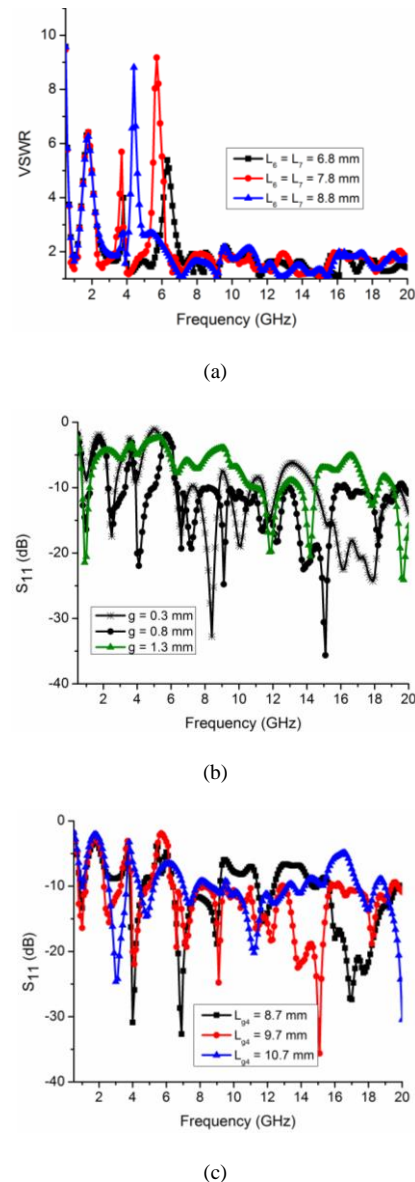 10
8
6
4
2
VSWR
L6 = L7 = 6.8 mm
L6 = L7 = 7.8 mm
L6 = L7 = 8.8 mm
2 4 6 8 10 12 14 16 18 20
Frequency (GHz)
(a)
0
-10
-20
-30
-40
S11 (dB)
g = 0.3 mm
g = 0.8 mm
g = 1.3 mm
2 4 6 8 10 12 14 16 18 20
Frequency (GHz)
(b)
0
-10
-20
-30
-40
S11 (dB)
Lg4 = 8.7 mm
Lg4 = 9.7 mm
Lg4 = 10.7 mm
2 4 6 8 10 12 14 16 18 20
Frequency (GHz)
(c)